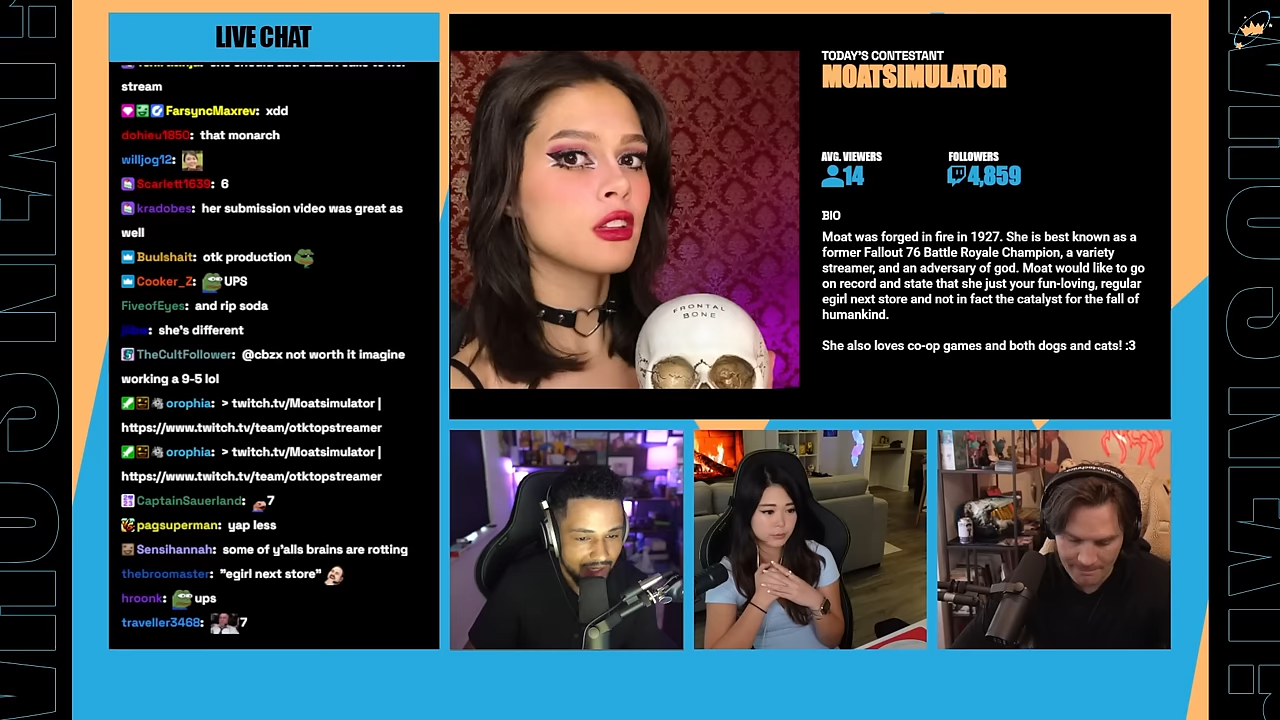 LIVE CHAT
stream
FarsyncMaxrev: xdd
dohieu1850: that monarch
willjog12:
Scarlett1639: 6
kradobes: her submission video was great as
well
Buulshait: otk production
Cooker_Z: UPS
FiveofEyes: and rip soda
: she's different
TheCultFollower: @cbzx not worth it imagine
working a 9-5 lol
orophia: > twitch.tv/Moatsimulator |
https://www.twitch.tv/team/otktopstreamer
orophia: > twitch.tv/Moatsimulator |
https://www.twitch.tv/team/otktopstreamer
CaptainSauerland: 7
pagsuperman: yap less
Sensihannah: some of y'alls brains are rotting
thebroomaster: "egirl next store"
hroonk: ups
traveller3468: 7
FRONTAL
BONE
TODAY'S CONTESTANT
MOATSIMULATOR
AVG. VIEWERS
14
FOLLOWERS
4,859
BIO
Moat was forged in fire in 1927. She is best known as a
former Fallout 76 Battle Royale Champion, a variety
streamer, and an adversary of god. Moat would like to go
on record and state that she just your fun-loving, regular
egirl next store and not in fact the catalyst for the fall of
humankind.
She also loves co-op games and both dogs and cats! :3